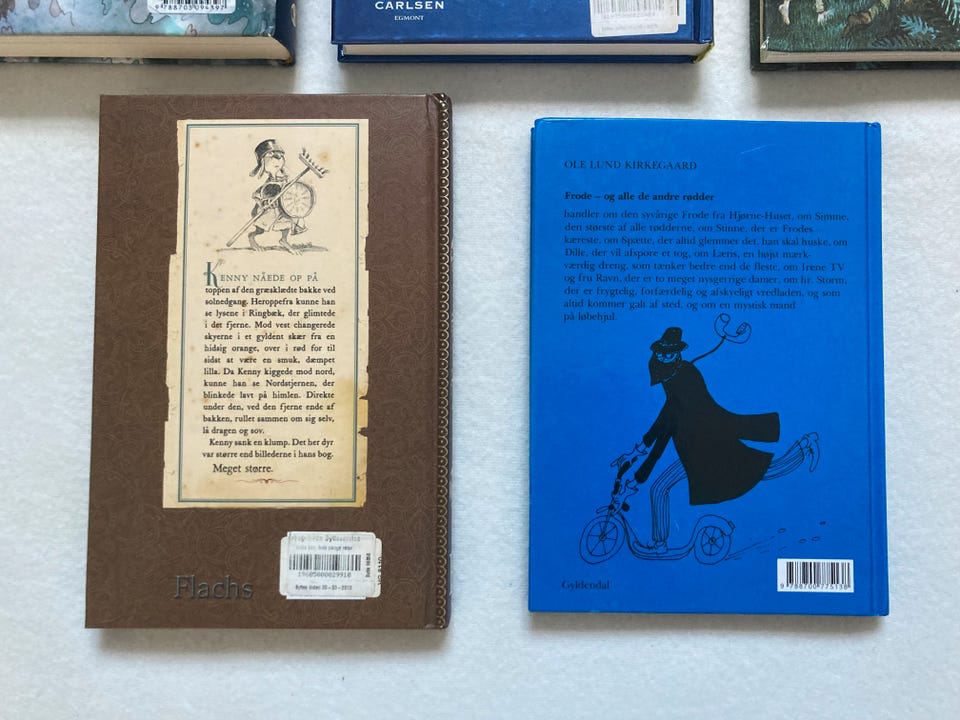 9788703094397
CARLSEN
EGMONT
KENNY NÅEDE OP PÅ
toppen af den græsklædte bakke ved
solnedgang. Heroppefra kunne han
se lysene i Ringbæk, der glimtede
i det fjerne. Mod vest changerede
skyerne i et gyldent skær fra en
hidsig orange, over i rød for til
sidst at være en smuk, dæmpet
lilla. Da Kenny kiggede mod nord,
kunne han se Nordstjernen, der
blinkede lavt på himlen. Direkte
under den, ved den fjerne ende af
bakken, rullet sammen om sig selv,
lå dragen og sov.
Kenny sank en klump. Det her dyr
var større end billederne i hans bog.
Meget større.
Flachs
19605000029910
Byttes inden
OLE LUND KIRKEGAARD
Frode – og alle de andre rødder
handler om den syvårige Frode fra Hjørne-Huset, om Simme,
den største af alle rødderne, om Stinne, der er Frodes
kæreste, om Spætte, der altid glemmer det, han skal huske, om
Dille, der vil afspore et tog, om Læris, en højst mærk-
værdig dreng, som tænker bedre end de fleste, om Irene TV
og fru Ravn, der er to meget nysgerrige damer, om hr. Storm,
der er frygtelig, forfærdelig og afskyeligt vredladen, og som
altid kommer galt af sted, og om en mystisk mand
på løbehjul.
Gyldendal
9788700775138